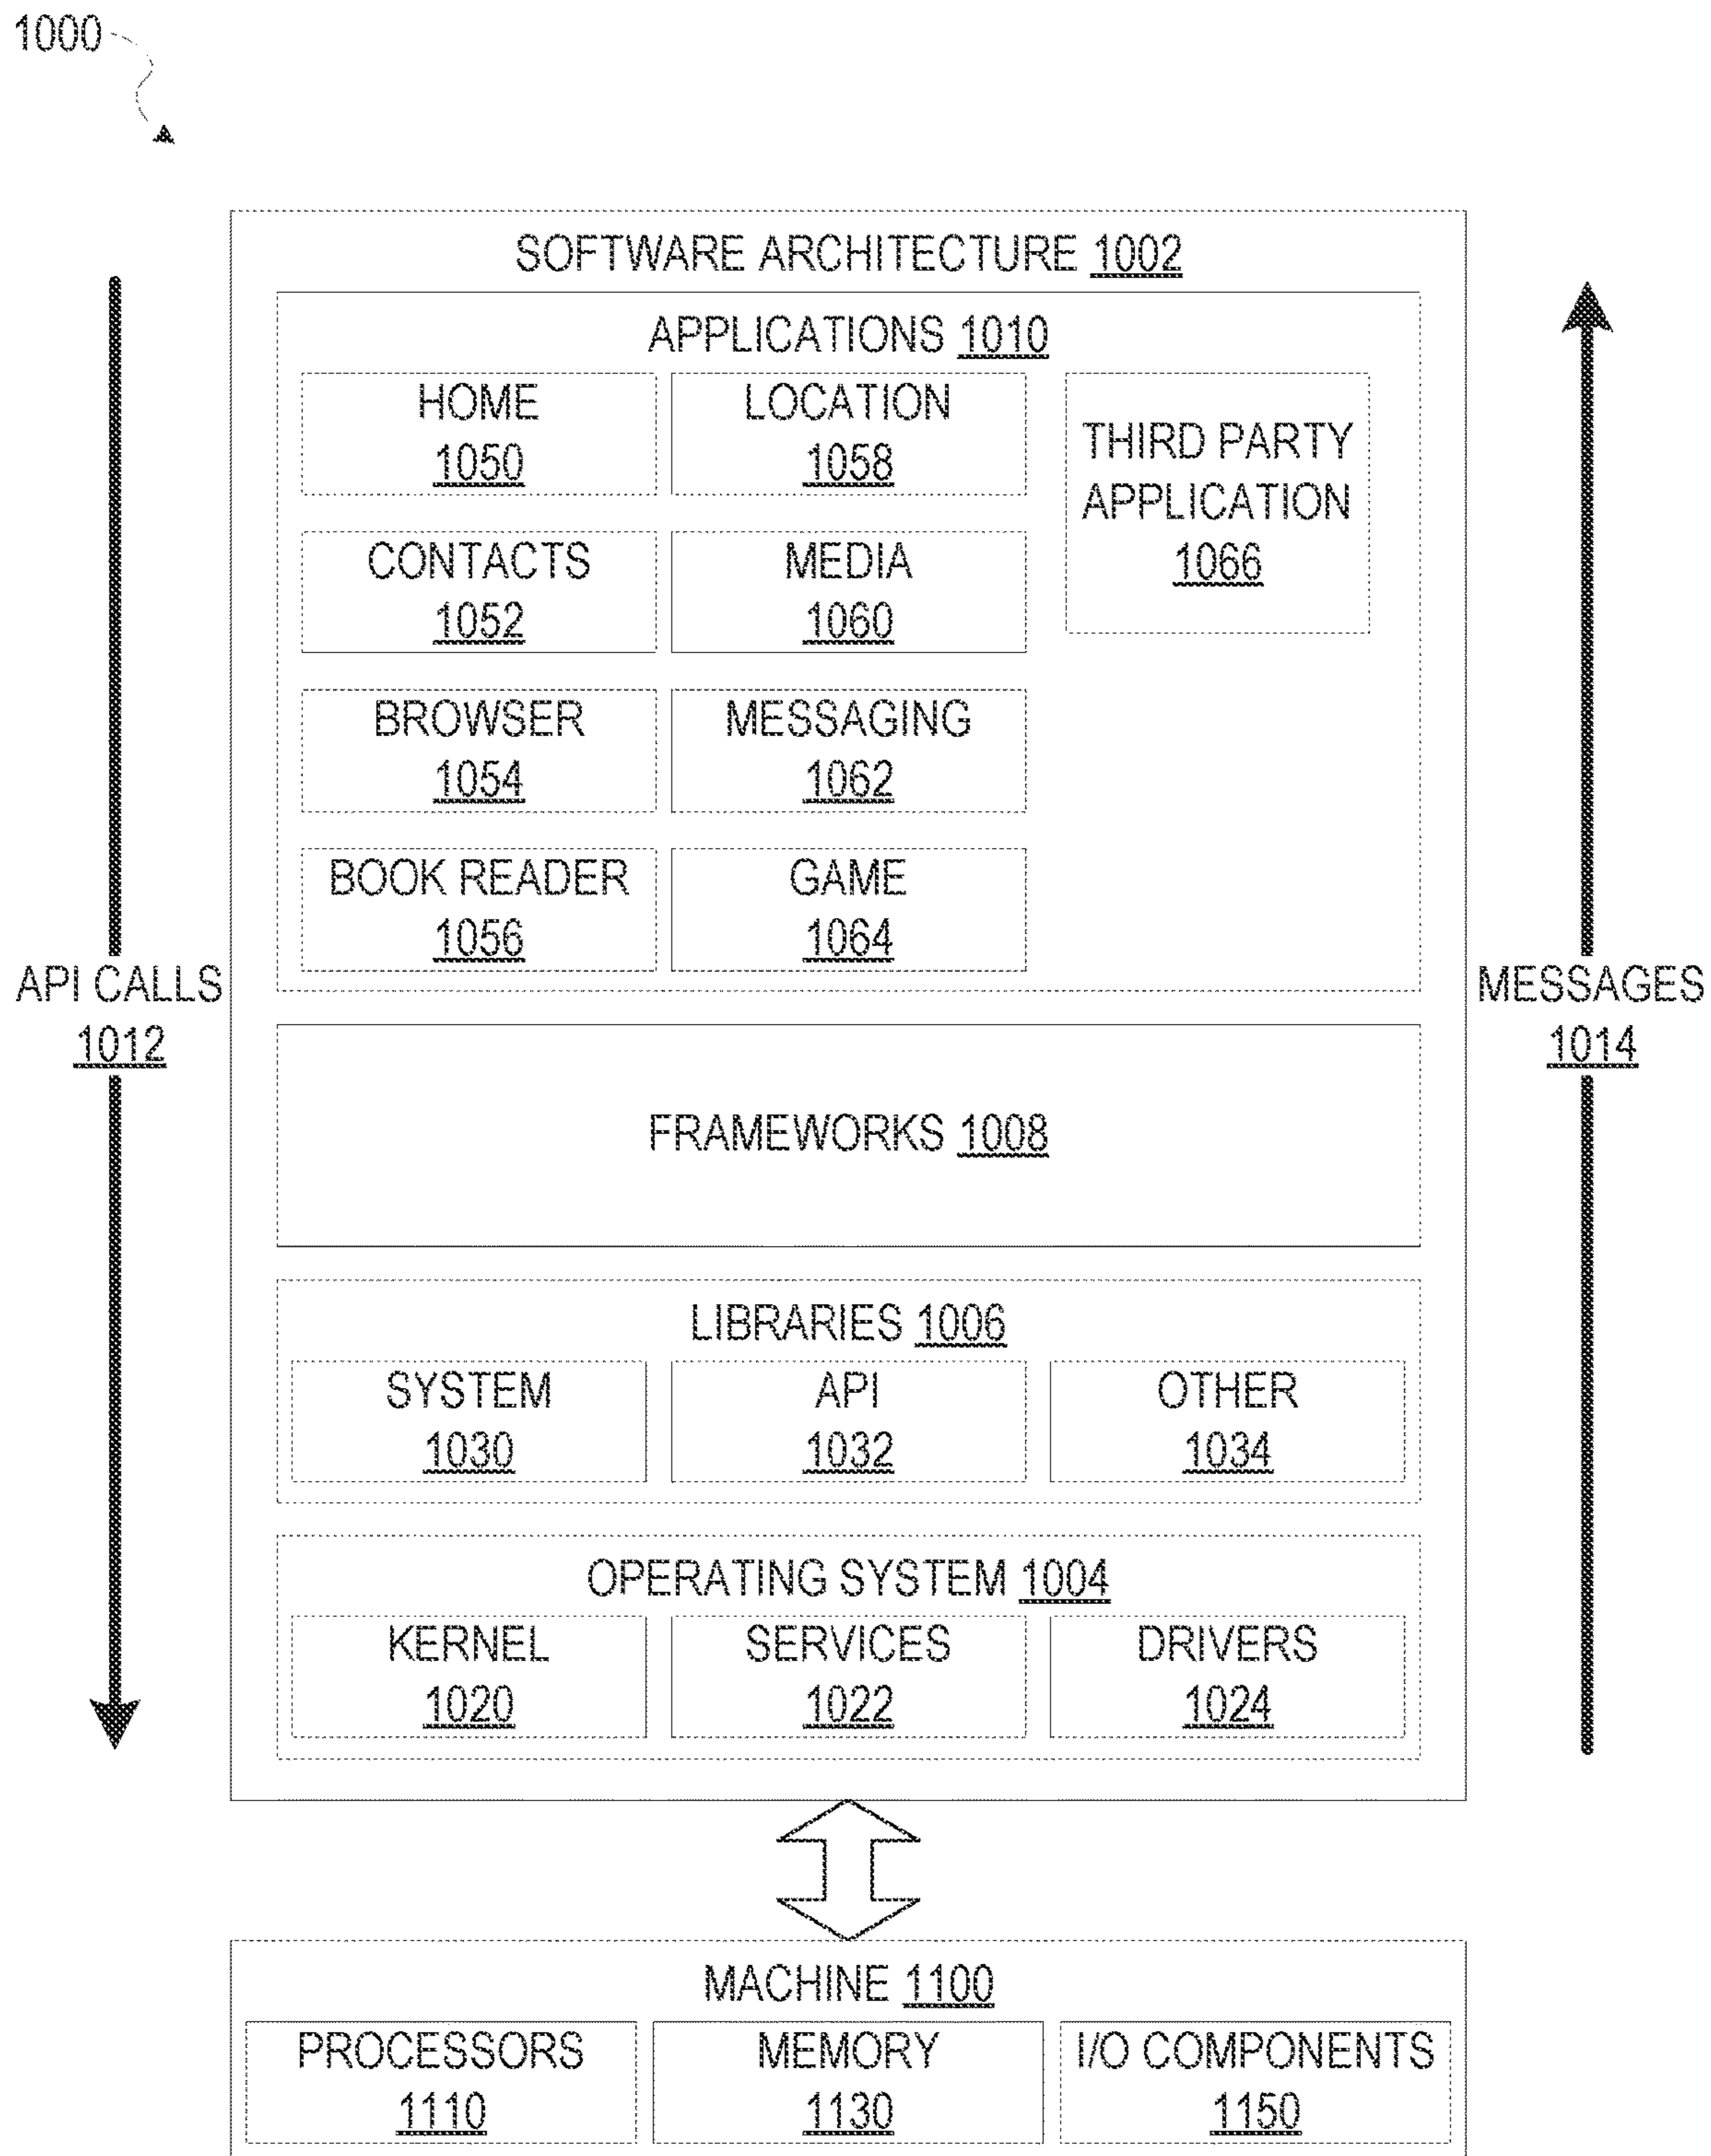 1000
SOFTWARE ARCHITECTURE 1002
APPLICATIONS 1010
HOME
1050
LOCATION
1058
THIRD PARTY
APPLICATION
1066
CONTACTS
1052
MEDIA
1060
BROWSER
1054
MESSAGING
1062
BOOK READER
1056
GAME
1064
API CALLS
1012
MESSAGES
1014
FRAMEWORKS 1008
LIBRARIES 1006
SYSTEM
1030
API
1032
OTHER
1034
OPERATING SYSTEM 1004
KERNEL
1020
SERVICES
1022
DRIVERS
1024
MACHINE 1100
PROCESSORS
1110
MEMORY
1130
I/O COMPONENTS
1150